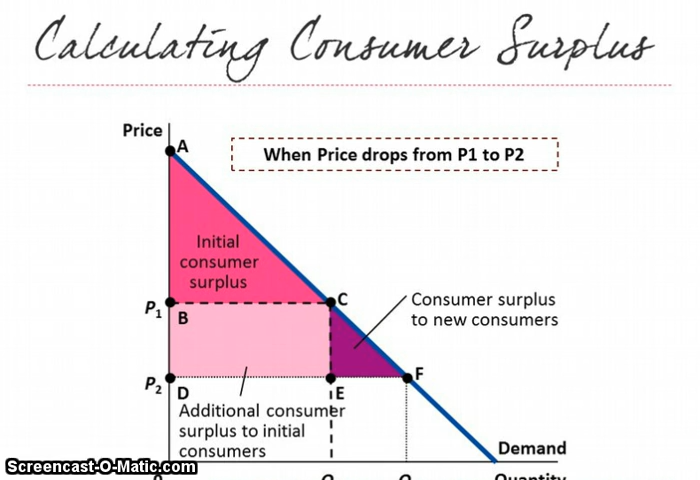 Calculating Consumer Surplus
Price
A
When Price drops from P1 to P2
Initial
consumer
surplus
P1
B
C
Consumer surplus
to new consumers
P2
D
E
F
Additional consumer
surplus to initial
consumers
Demand
Quantity
Screencast-O-Matic.com